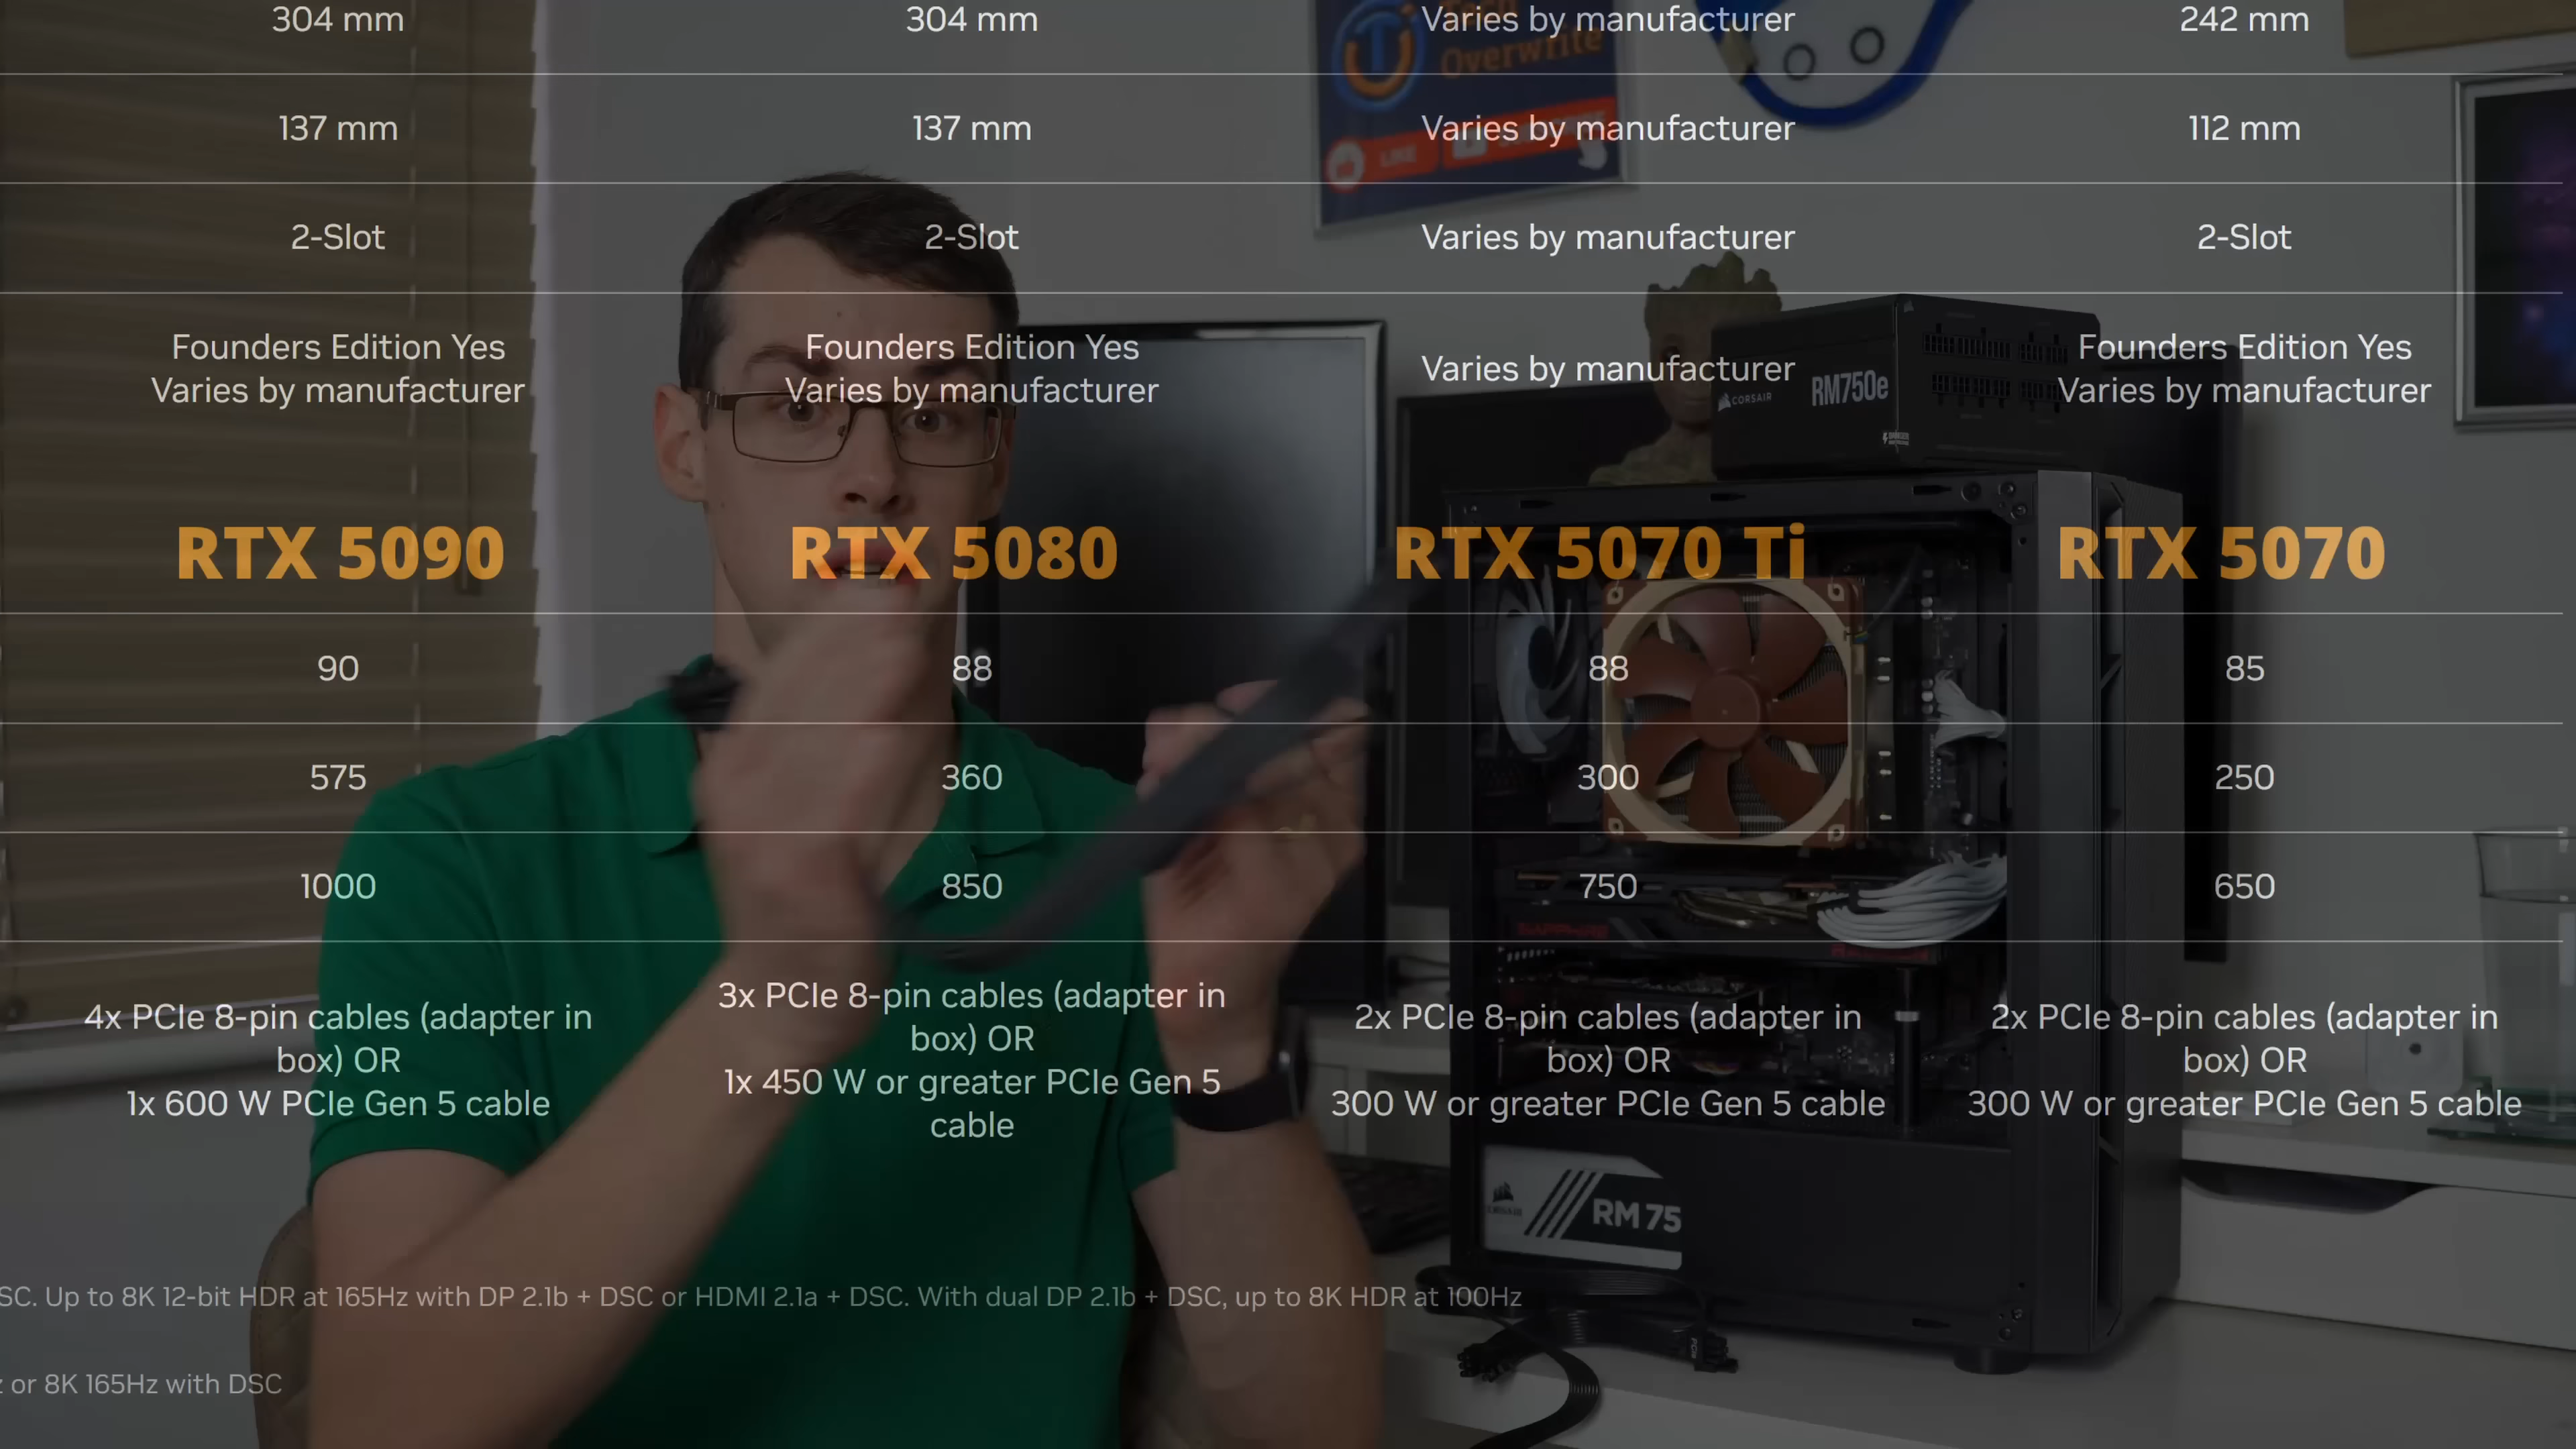 304 mm
304 mm
Varies by manufacturer
242 mm
Tech
Overwrite
137 mm
137 mm
Varies by manufacturer
112 mm
LIKE
2-Slot
2-Slot
Varies by manufacturer
2-Slot
Founders Edition Yes
Varies by manufacturer
Founders Edition Yes
Varies by manufacturer
Varies by manufacturer
Founders Edition Yes
Varies by manufacturer
CORSAIR
RM750e
RTX 5090
RTX 5080
RTX 5070 Ti
RTX 5070
90
88
88
85
575
360
300
250
1000
850
750
650
SAPPHIRE
4x PCIe 8-pin cables (adapter in
box) OR
1x 600 W PCIe Gen 5 cable
3x PCIe 8-pin cables (adapter in
box) OR
1x 450 W or greater PCIe Gen 5
cable
2x PCIe 8-pin cables (adapter in
box) OR
300 W or greater PCIe Gen 5 cable
2x PCIe 8-pin cables (adapter in
box) OR
300 W or greater PCIe Gen 5 cable
CORSAIR
RM 75
SC. Up to 8K 12-bit HDR at 165Hz with DP 2.1b + DSC or HDMI 2.1a + DSC. With dual DP 2.1b + DSC, up to 8K HDR at 100Hz
z or 8K 165Hz with DSC